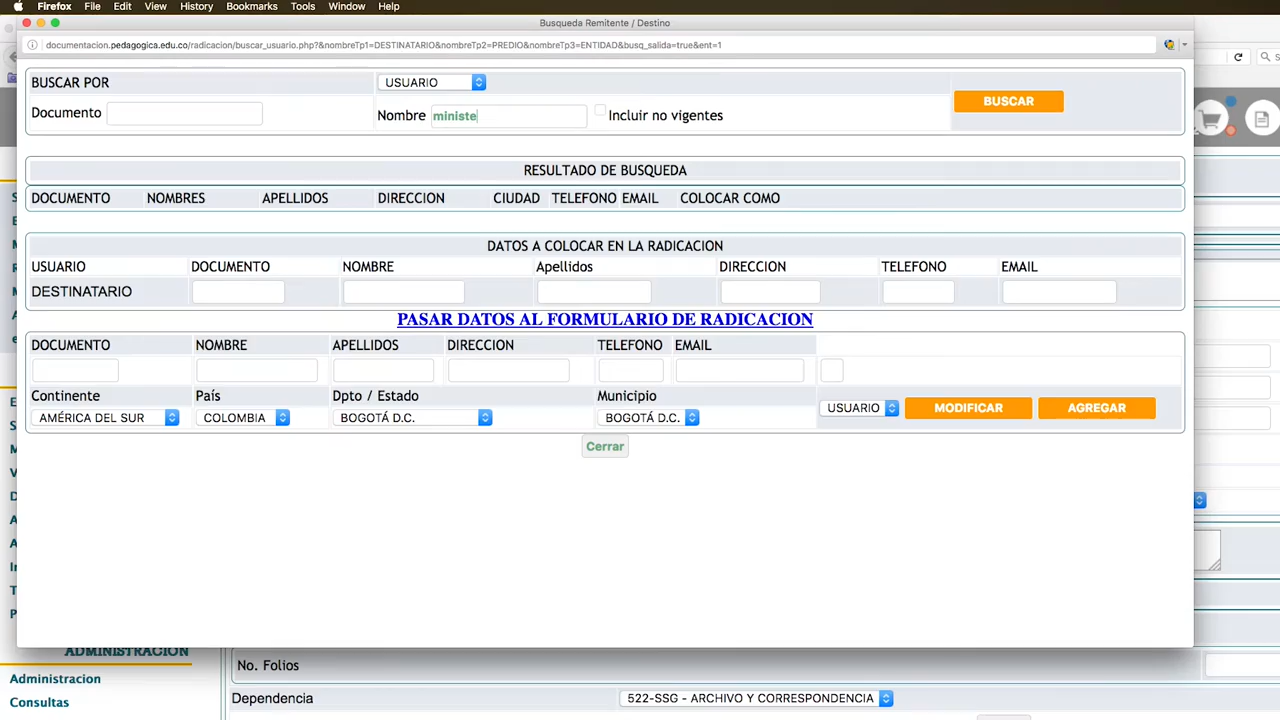 Firefox File Edit View History Bookmarks Tools Window Help
Busqueda Remitente / Destino
documentacion.pedagogica.edu.co/radicacion/buscar_usuario.php?&nombreTp1=DESTINATARIO&nombreTp2=PREDIO&nombreTp3=ENTIDAD&busq_salida=true&ent=1
BUSCAR POR USUARIO
BUSCAR
Documento Nombre ministe Incluir no vigentes
RESULTADO DE BUSQUEDA
DOCUMENTO NOMBRES APELLIDOS DIRECCION CIUDAD TELEFONO EMAIL COLOCAR COMO
DATOS A COLOCAR EN LA RADICACION
USUARIO DOCUMENTO NOMBRE Apellidos DIRECCION TELEFONO EMAIL
DESTINATARIO
PASAR DATOS AL FORMULARIO DE RADICACION
DOCUMENTO NOMBRE APELLIDOS DIRECCION TELEFONO EMAIL
Continente País Dpto / Estado Municipio
AMÉRICA DEL SUR COLOMBIA BOGOTÁ D.C. BOGOTÁ D.C. USUARIO MODIFICAR AGREGAR
Cerrar
ADMINISTRACION
No. Folios
Administracion
Dependencia 522-SSG - ARCHIVO Y CORRESPONDENCIA
Consultas